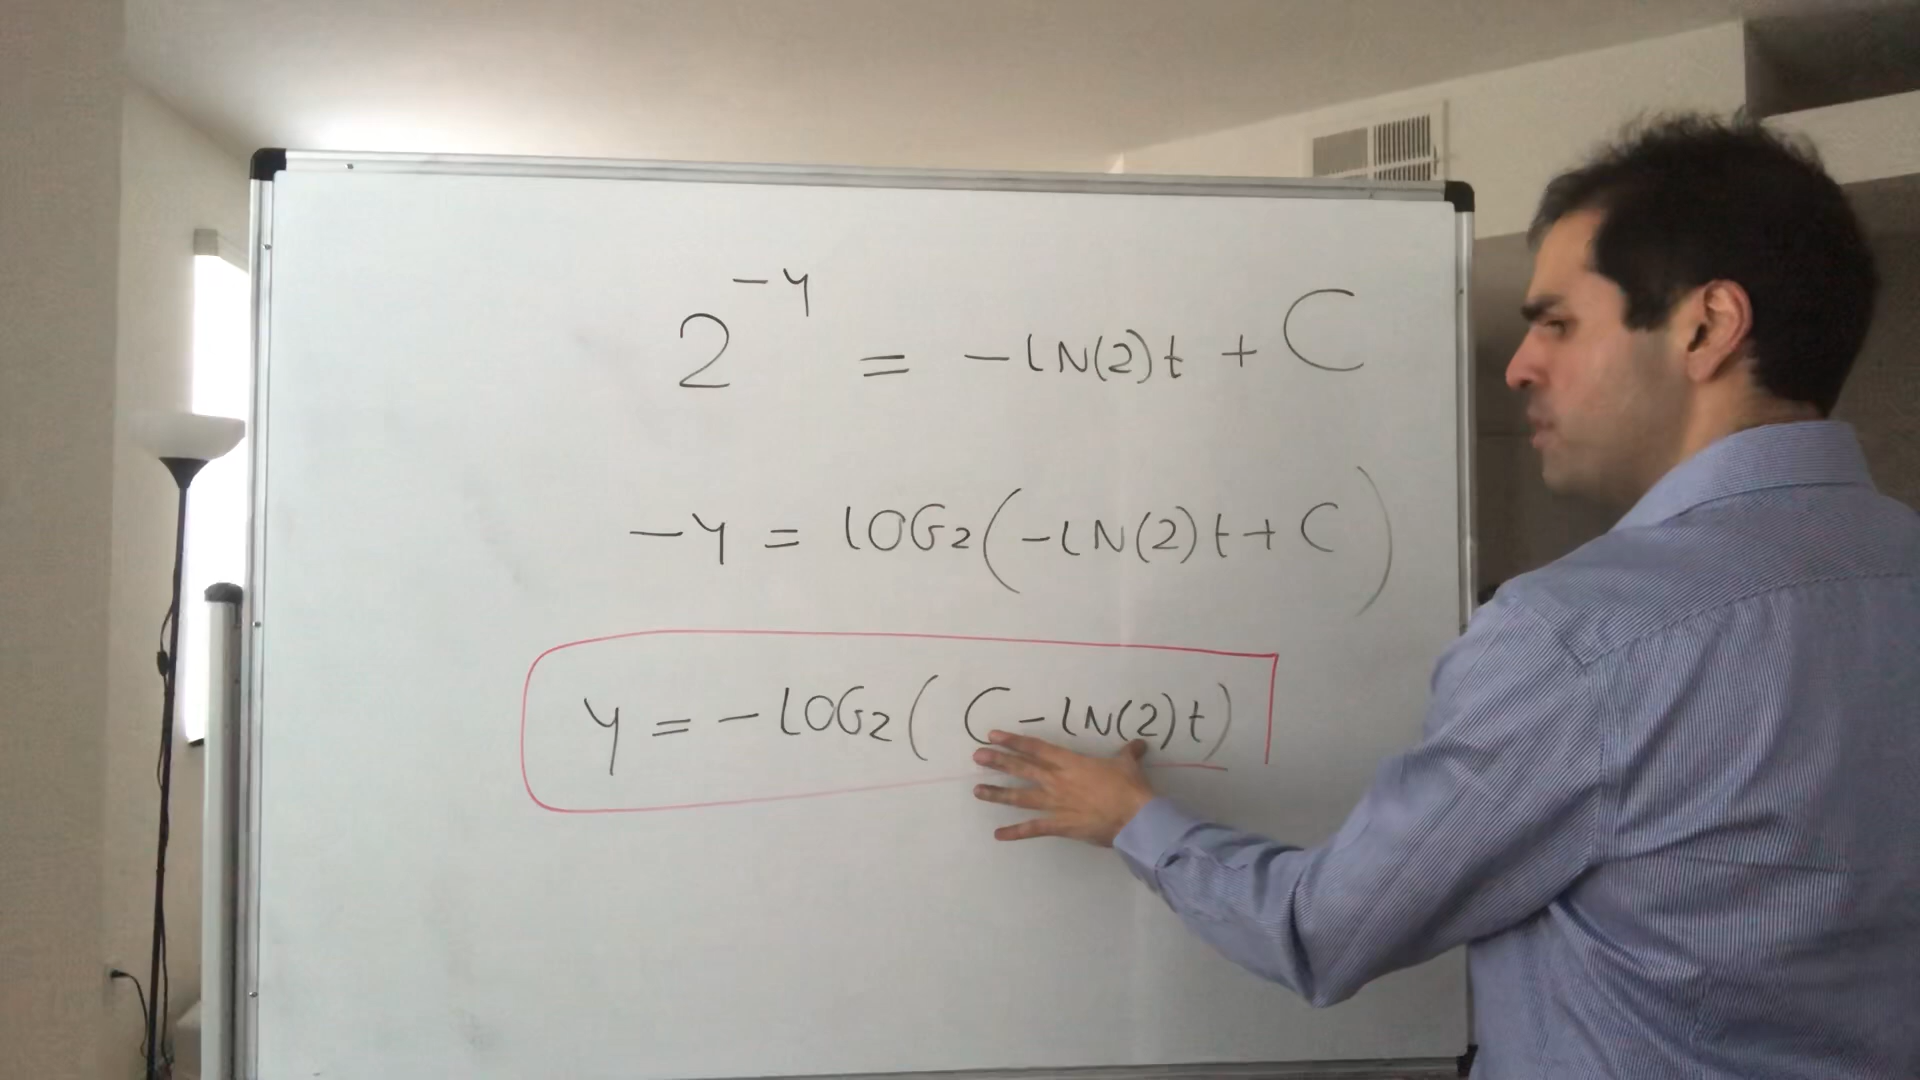 2^{-y} = -LN(2)t + C
-y = LOG₂(-LN(2)t + C)
y = -LOG₂( C-LN(2)t)